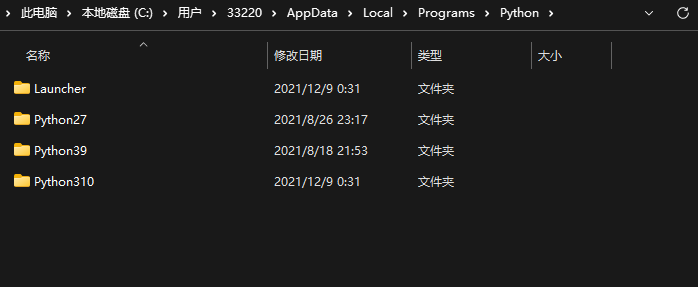 此电脑 本地磁盘 (C:) 用户 33220 AppData Local Programs Python
名称 修改日期 类型 大小
Launcher 2021/12/9 0:31 文件夹
Python27 2021/8/26 23:17 文件夹
Python39 2021/8/18 21:53 文件夹
Python310 2021/12/9 0:31 文件夹